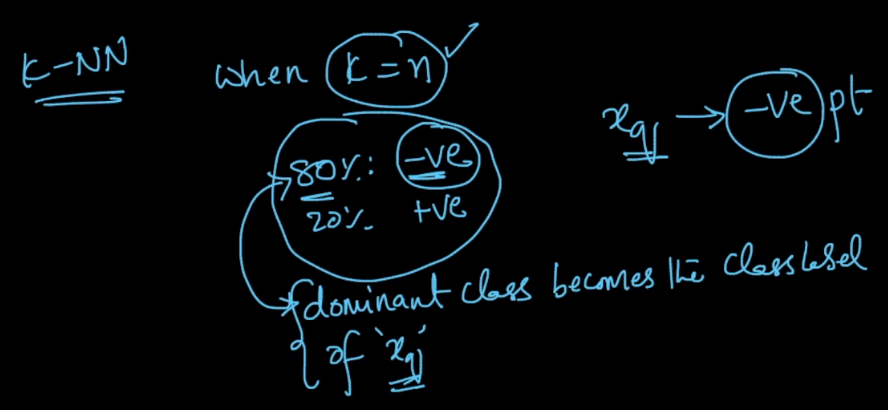 K-NN
when K=n
xq → -ve pt
80%: -ve
20% +ve
dominant class becomes the class label
of 'xq'